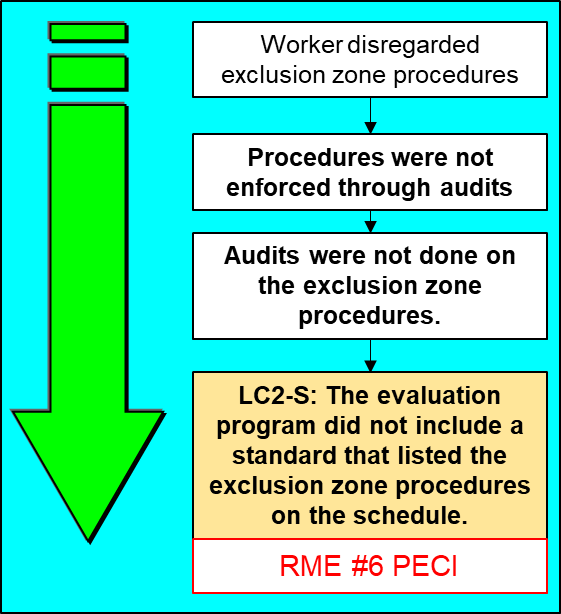 Worker disregarded
exclusion zone procedures
Procedures were not
enforced through audits
Audits were not done on
the exclusion zone
procedures.
LC2-S: The evaluation
program did not include a
standard that listed the
exclusion zone procedures
on the schedule.
RME #6 PECI